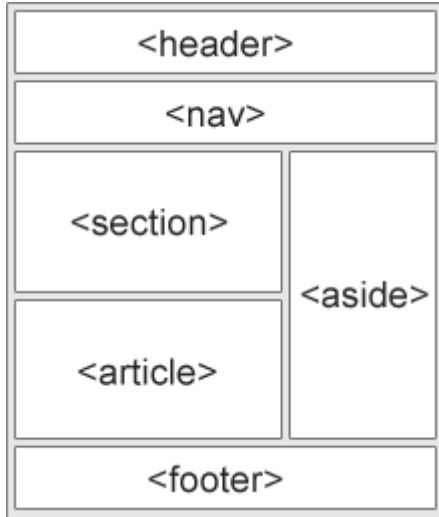 <header>
<nav>
<section>
<aside>
<article>
<footer>